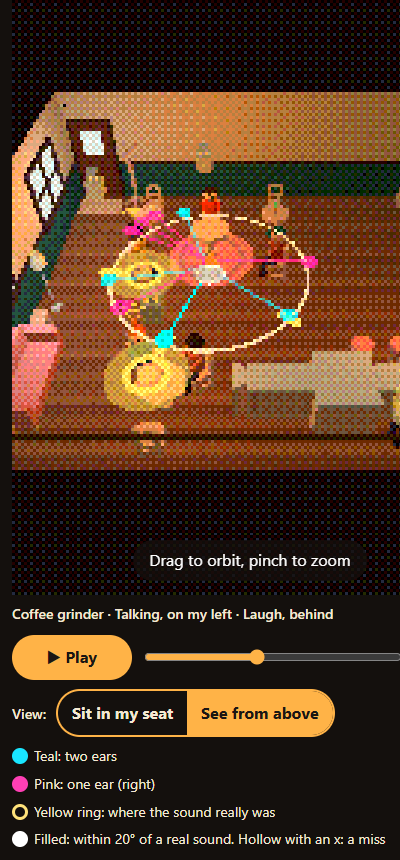 Drag to orbit, pinch to zoom
Coffee grinder · Talking, on my left · Laugh, behind
▶ Play
View: Sit in my seat See from above
Teal: two ears
Pink: one ear (right)
Yellow ring: where the sound really was
Filled: within 20° of a real sound. Hollow with an x: a miss